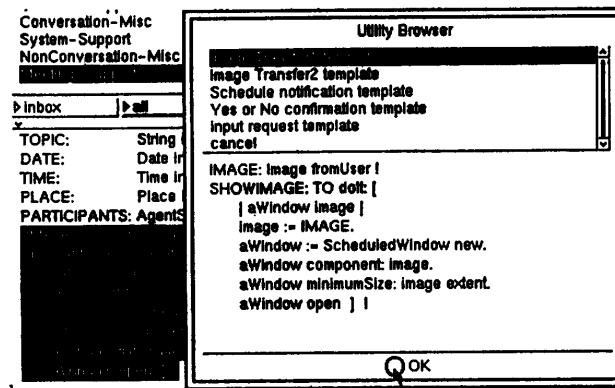 Conversation-Misc
System-Support
NonConversation-Misc
inbox
all
TOPIC: String
DATE: Date
TIME: Time
PLACE: Place
PARTICIPANTS: AgentS
Utility Browser
Image Transfer2 template
Schedule notification template
Yes or No confirmation template
input request template
cancel
IMAGE: Image fromUser !
SHOWIMAGE: TO doIt: [
| aWindow image |
image := IMAGE.
aWindow := ScheduledWindow new.
aWindow component: image.
aWindow minimumSize: image extent.
aWindow open ] !
OK